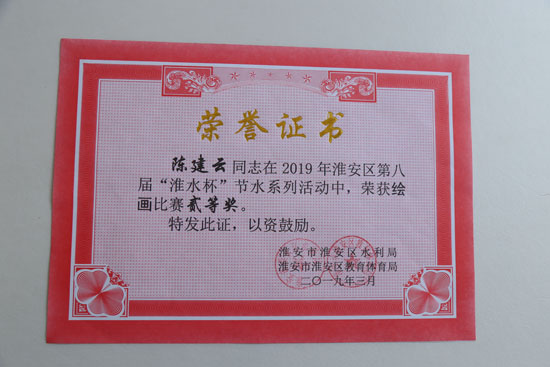 荣誉证书
陈建云同志在 2019 年淮安区第八
届“淮水杯”节水系列活动中，荣获绘
画比赛贰等奖。
特发此证，以资鼓励。
淮安市淮安区水利局
淮安市淮安区教育体育局
二〇一九年三月